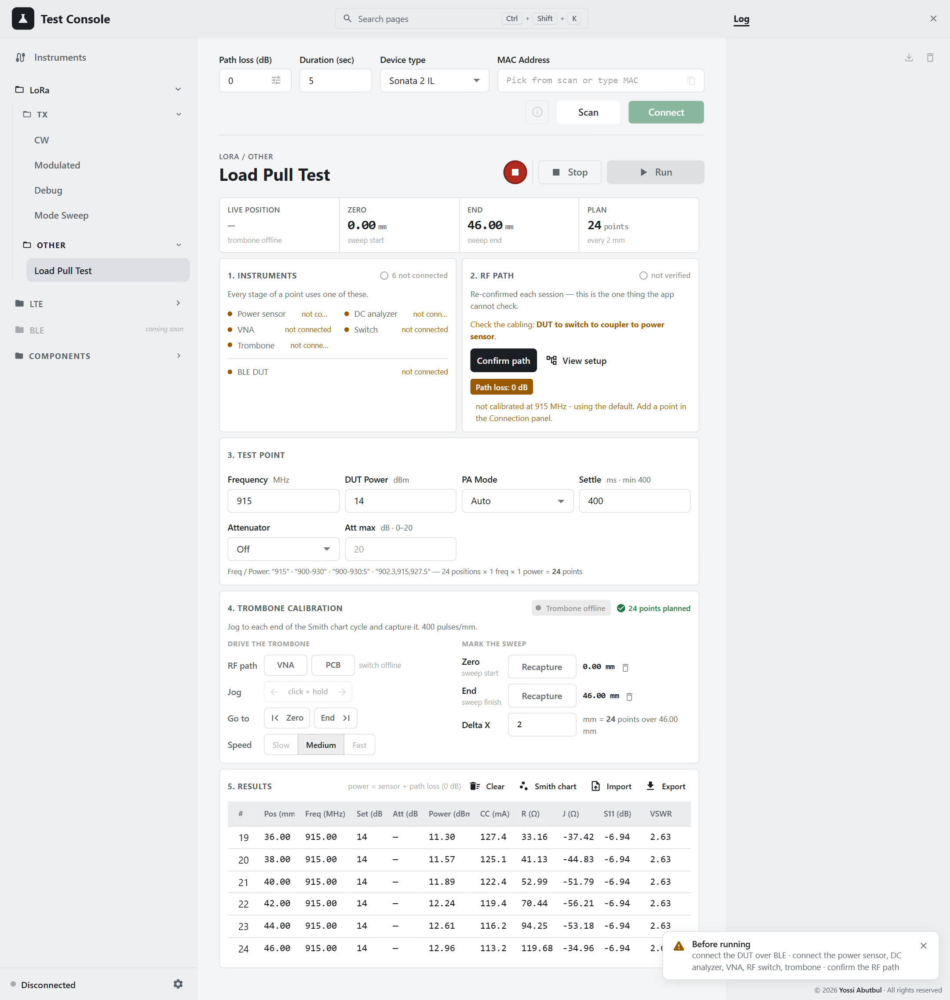 Test Console
Search pages
Ctrl + Shift + K
Log
Instruments
LoRa
TX
CW
Modulated
Debug
Mode Sweep
OTHER
Load Pull Test
LTE
BLE coming soon
COMPONENTS
Disconnected
Path loss (dB) Duration (sec) Device type MAC Address
0 5 Sonata 2 IL Pick from scan or type MAC
Scan Connect
LORA / OTHER
Load Pull Test
Stop Run
LIVE POSITION ZERO END PLAN
— 0.00 mm 46.00 mm 24 points
trombone offline sweep start sweep end every 2 mm
1. INSTRUMENTS 6 not connected
Every stage of a point uses one of these.
Power sensor not co... DC analyzer not conn...
VNA not connected Switch not connected
Trombone not conne...
BLE DUT not connected
2. RF PATH not verified
Re-confirmed each session — this is the one thing the app
cannot check.
Check the cabling: DUT to switch to coupler to power
sensor.
Confirm path View setup
Path loss: 0 dB
not calibrated at 915 MHz - using the default. Add a point in
the Connection panel.
3. TEST POINT
Frequency MHz DUT Power dBm PA Mode Settle ms · min 400
915 14 Auto 400
Attenuator Att max dB · 0–20
Off 20
Freq / Power: "915" · "900-930" · "900-930:5" · "902.3,915,927.5" — 24 positions × 1 freq × 1 power = 24 points
4. TROMBONE CALIBRATION Trombone offline 24 points planned
Jog to each end of the Smith chart cycle and capture it. 400 pulses/mm.
DRIVE THE TROMBONE
RF path VNA PCB switch offline
Jog click + hold
Go to Zero End
Speed Slow Medium Fast
MARK THE SWEEP
Zero
sweep start
Recapture 0.00 mm
End
sweep finish
Recapture 46.00 mm
Delta X 2 mm = 24 points over 46.00
mm
5. RESULTS power = sensor + path loss (0 dB) Clear Smith chart Import Export
# Pos (mm Freq (MHz) Set (dB Att (dB Power (dBm CC (mA) R (Ω) J (Ω) S11 (dB) VSWR
19 36.00 915.00 14 — 11.30 127.4 33.16 -37.42 -6.94 2.63
20 38.00 915.00 14 — 11.57 125.1 41.13 -44.83 -6.94 2.63
21 40.00 915.00 14 — 11.89 122.4 52.99 -51.79 -6.94 2.63
22 42.00 915.00 14 — 12.24 119.4 70.44 -56.21 -6.94 2.63
23 44.00 915.00 14 — 12.61 116.2 94.25 -53.18 -6.94 2.63
24 46.00 915.00 14 — 12.96 113.2 119.68 -34.96 -6.94
Before running
connect the DUT over BLE · connect the power sensor, DC
analyzer, VNA, RF switch, trombone · confirm the RF path
© 2026 Yossi Abutbul · All rights reserved